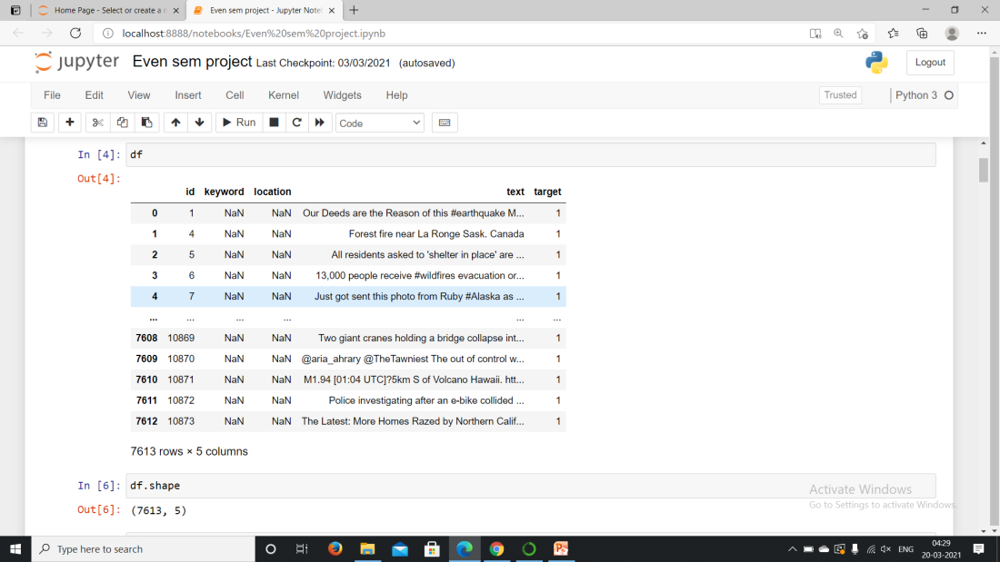 Home Page - Select or create a n
Even sem project - Jupyter Note
localhost:8888/notebooks/Even%20sem%20project.ipynb
jupyter Even sem project Last Checkpoint: 03/03/2021 (autosaved)
Logout
File Edit View Insert Cell Kernel Widgets Help
Trusted Python 3
Run Code
In [4]: df
Out[4]:
id keyword location text target
0 1 NaN NaN Our Deeds are the Reason of this #earthquake M... 1
1 4 NaN NaN Forest fire near La Ronge Sask. Canada 1
2 5 NaN NaN All residents asked to 'shelter in place' are ... 1
3 6 NaN NaN 13,000 people receive #wildfires evacuation or... 1
4 7 NaN NaN Just got sent this photo from Ruby #Alaska as ... 1
... ... ... ... ... ...
7608 10869 NaN NaN Two giant cranes holding a bridge collapse int... 1
7609 10870 NaN NaN @aria_ahrary @TheTawniest The out of control w... 1
7610 10871 NaN NaN M1.94 [01:04 UTC]?5km S of Volcano Hawaii. htt... 1
7611 10872 NaN NaN Police investigating after an e-bike collided ... 1
7612 10873 NaN NaN The Latest: More Homes Razed by Northern Calif... 1
7613 rows × 5 columns
In [6]: df.shape
Out[6]: (7613, 5)
Activate Windows
Go to Settings to activate Windows.
Type here to search
ENG
04:29
20-03-2021